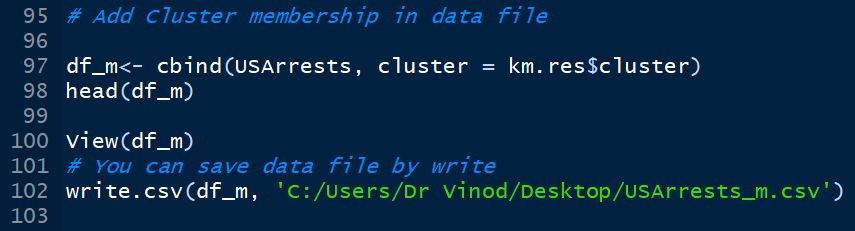 95 # Add Cluster membership in data file
96
97 df_m<- cbind(USArrests, cluster = km.res$cluster)
98 head(df_m)
99
100 View(df_m)
101 # You can save data file by write
102 write.csv(df_m, 'C:/Users/Dr Vinod/Desktop/USArrests_m.csv')
103